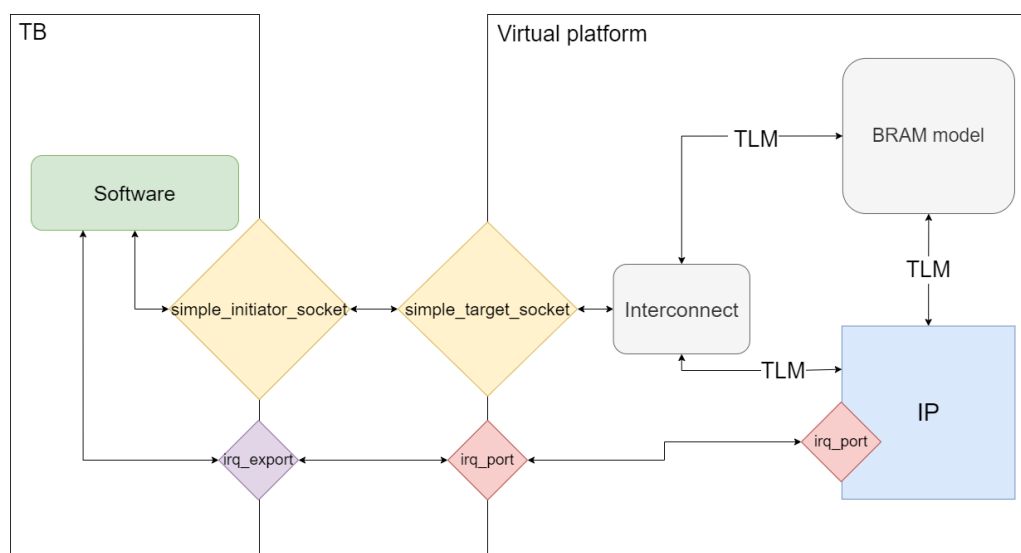 TB
Virtual platform
TLM
BRAM model
Software
TLM
simple_initiator_socket
simple_target_socket
Interconnect
TLM
IP
irq_port
irq_export
irq_port